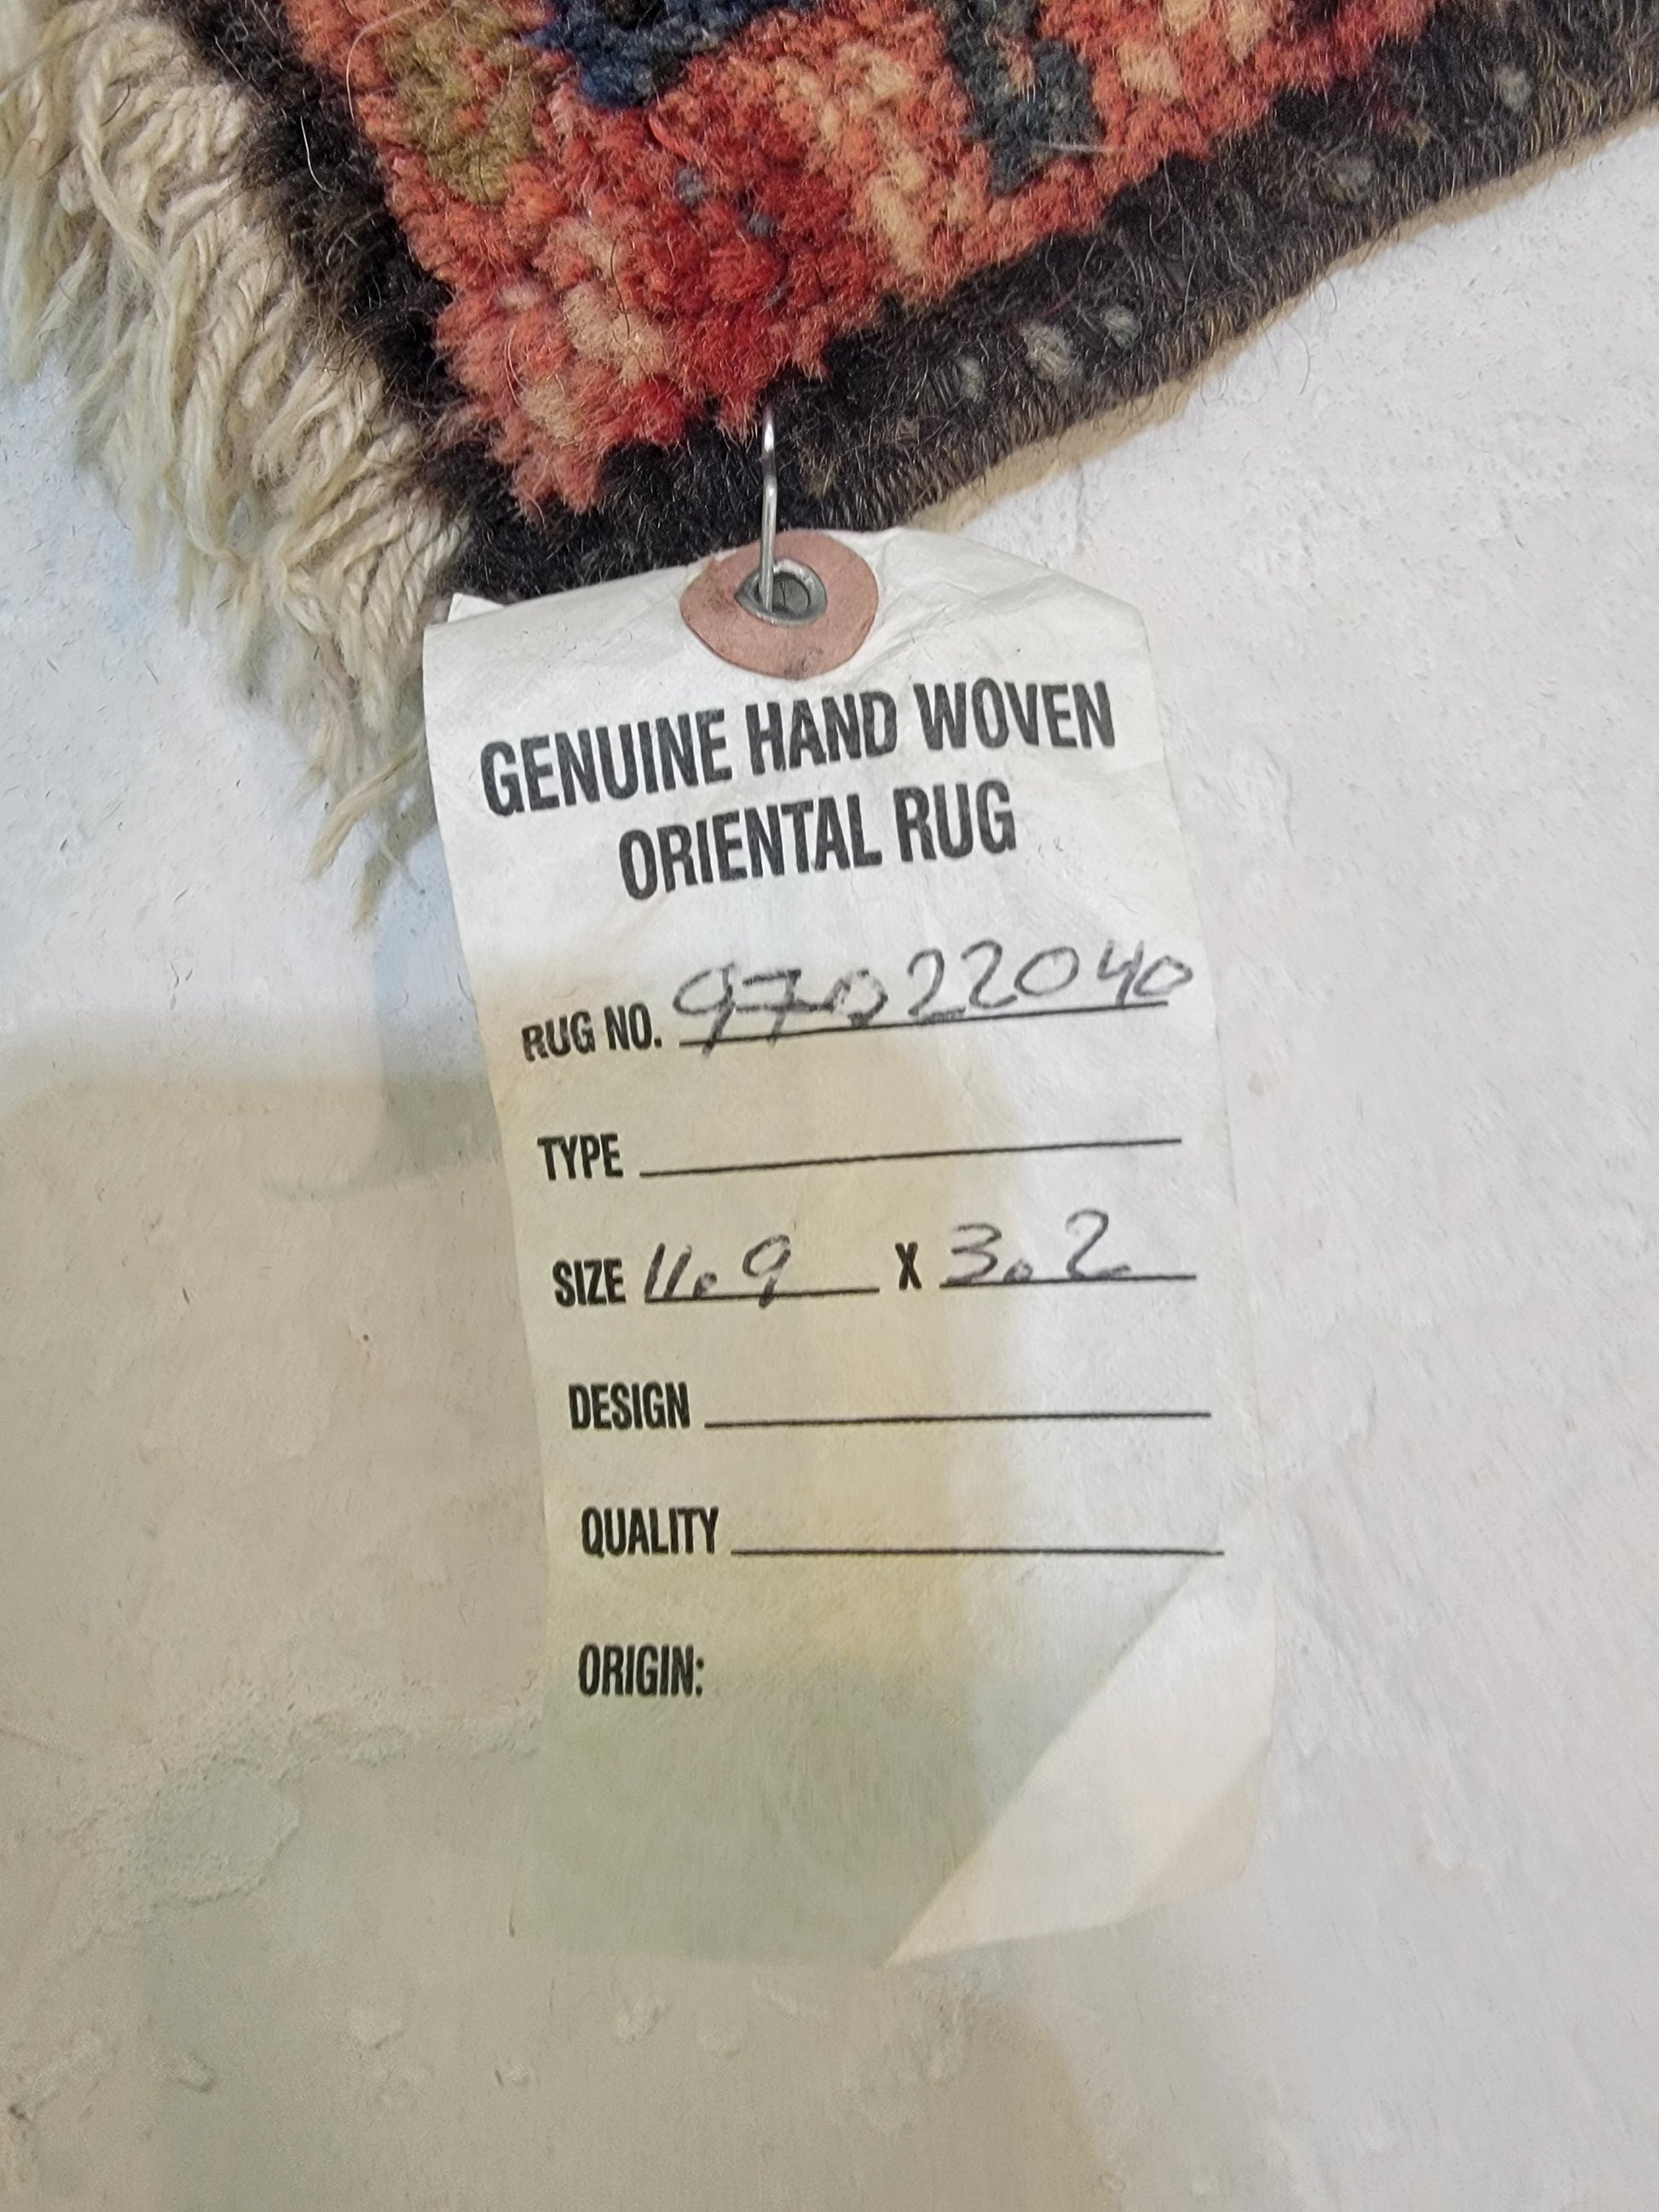 GENUINE HAND WOVEN
ORIENTAL RUG
RUG NO. 97022040
TYPE
SIZE 11.9 X 3.2
DESIGN
QUALITY
ORIGIN: